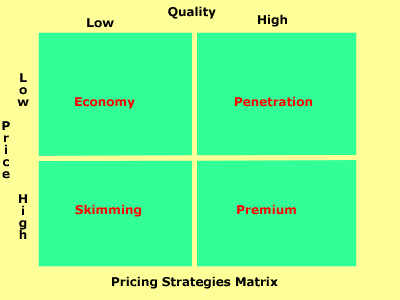 Quality
Low
High
Low
Price
High
Economy
Penetration
Skimming
Premium
Pricing Strategies Matrix